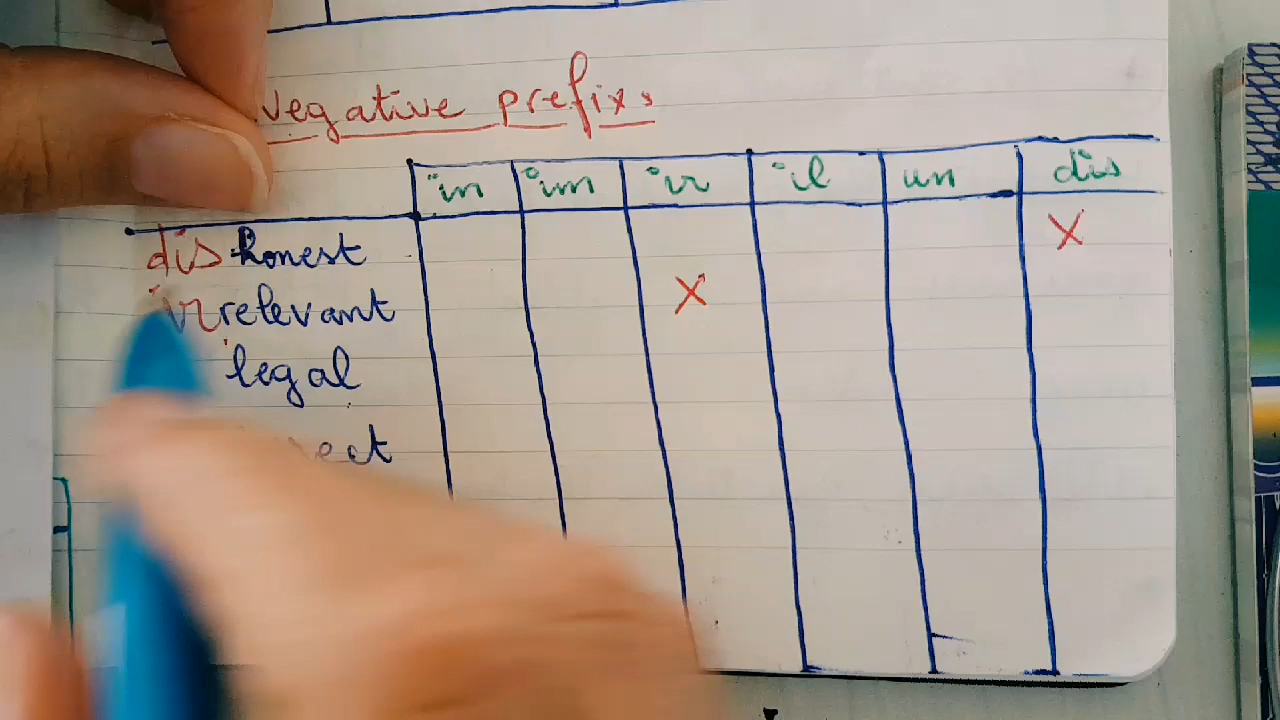 Negative prefixs
in im ir il un dis
dishonest X
irrelevant X
legal